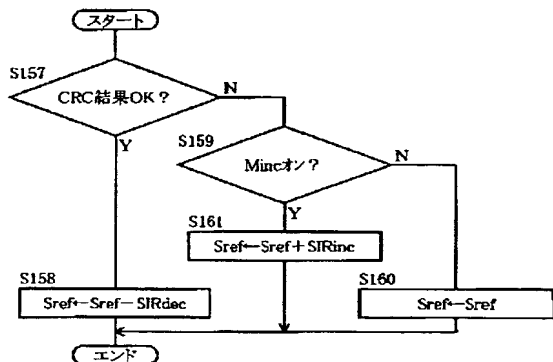 スタート
S157
CRC結果OK?
N
Y
S159
Mincオン?
N
Y
S161
Sref←Sref+SIRinc
S158
Sref←Sref-SIRdec
S160
Sref←Sref
エンド